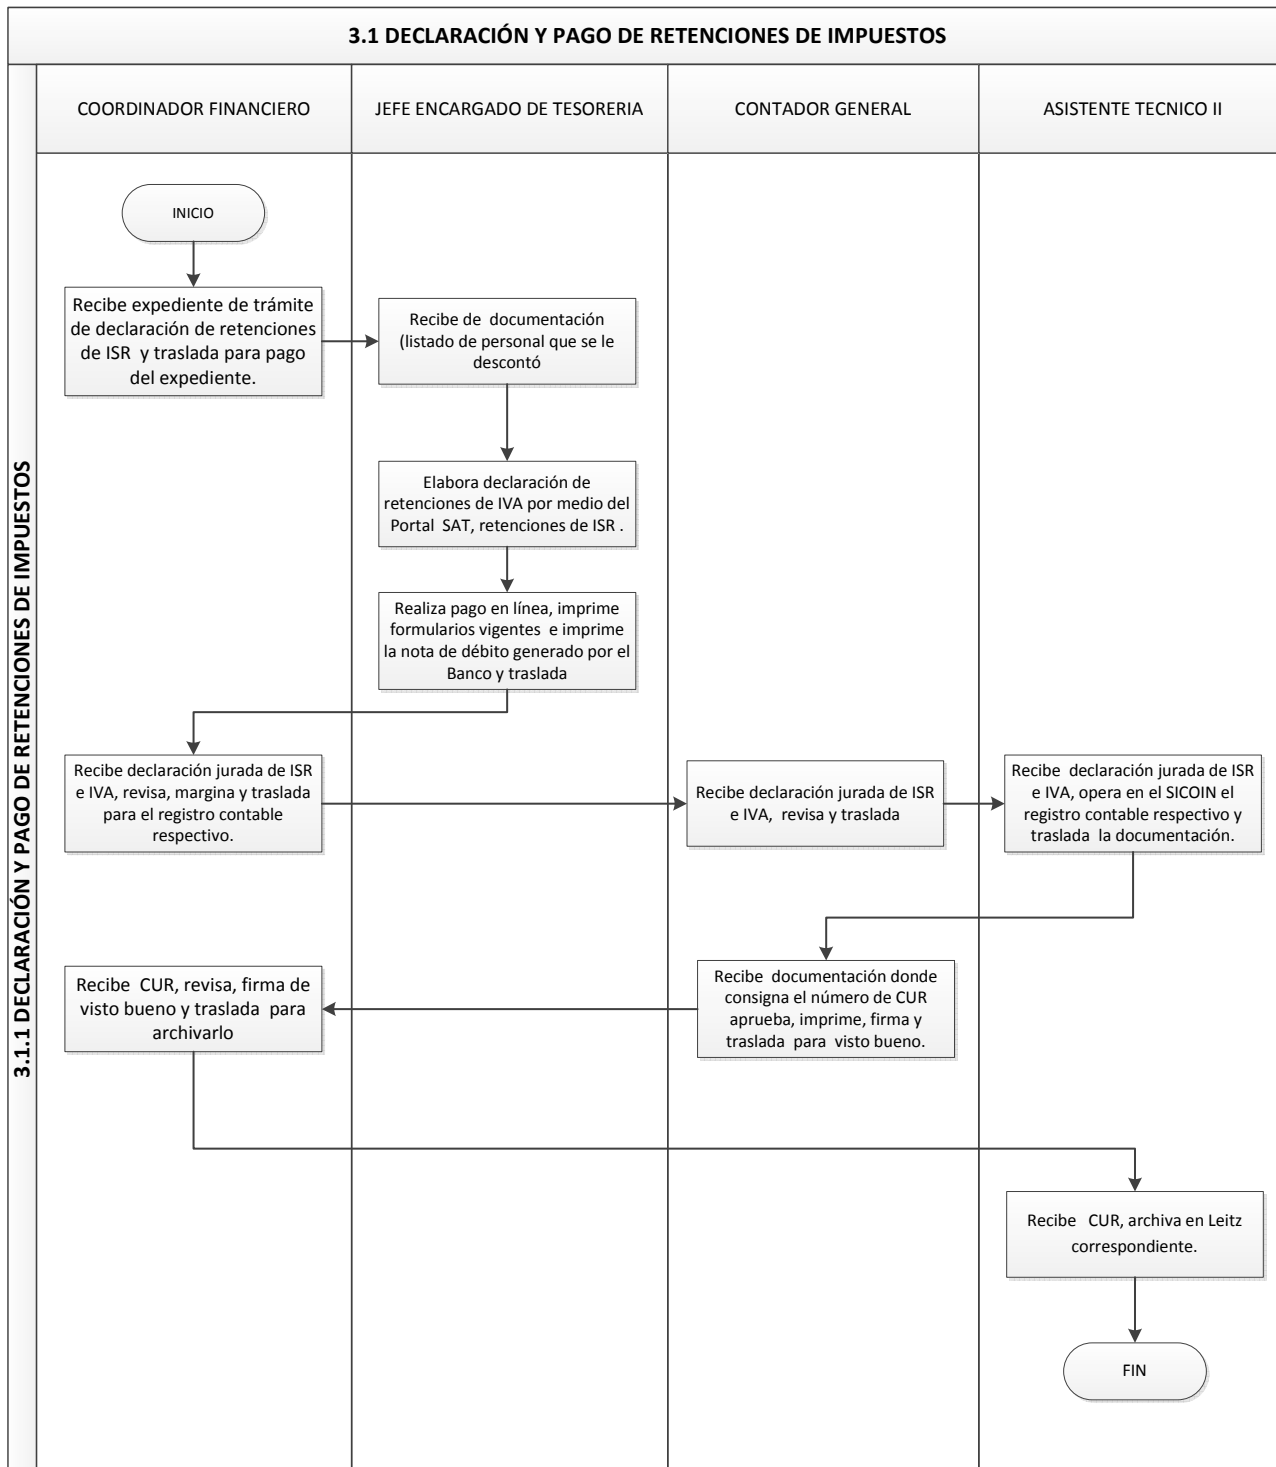 3.1 DECLARACIÓN Y PAGO DE RETENCIONES DE IMPUESTOS
3.1.1 DECLARACIÓN Y PAGO DE RETENCIONES DE IMPUESTOS
COORDINADOR FINANCIERO
JEFE ENCARGADO DE TESORERIA
CONTADOR GENERAL
ASISTENTE TECNICO II
INICIO
Recibe expediente de trámite
de declaración de retenciones
de ISR y traslada para pago
del expediente.
Recibe de documentación
(listado de personal que se le
descontó
Elabora declaración de
retenciones de IVA por medio del
Portal SAT, retenciones de ISR .
Realiza pago en línea, imprime
formularios vigentes e imprime
la nota de débito generado por el
Banco y traslada
Recibe declaración jurada de ISR
e IVA, revisa, margina y traslada
para el registro contable
respectivo.
Recibe declaración jurada de ISR
e IVA, revisa y traslada
Recibe declaración jurada de ISR
e IVA, opera en el SICOIN el
registro contable respectivo y
traslada la documentación.
Recibe documentación donde
consigna el número de CUR
aprueba, imprime, firma y
traslada para visto bueno.
Recibe CUR, revisa, firma de
visto bueno y traslada para
archivarlo
Recibe CUR, archiva en Leitz
correspondiente.
FIN